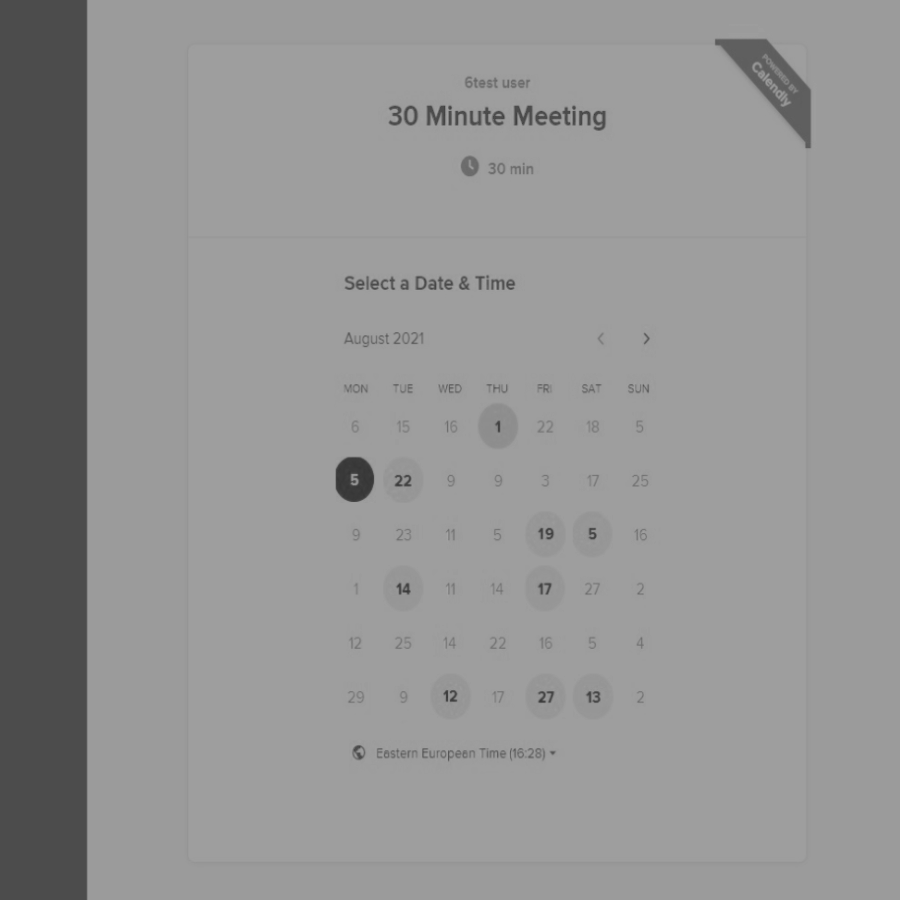 POWERED BY
Calendly
6test user
30 Minute Meeting
30 min
Select a Date & Time
August 2021
MON TUE WED THU FRI SAT SUN
6 15 16 1 22 18 5
5 22 9 9 3 17 25
9 23 11 5 19 5 16
1 14 11 14 17 27 2
12 25 14 22 16 5 4
29 9 12 17 27 13 2
Eastern European Time (16:28)